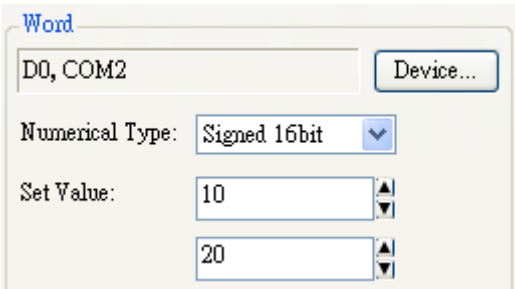 Word
D0, COM2 Device...
Numerical Type: Signed 16bit
Set Value: 10
20